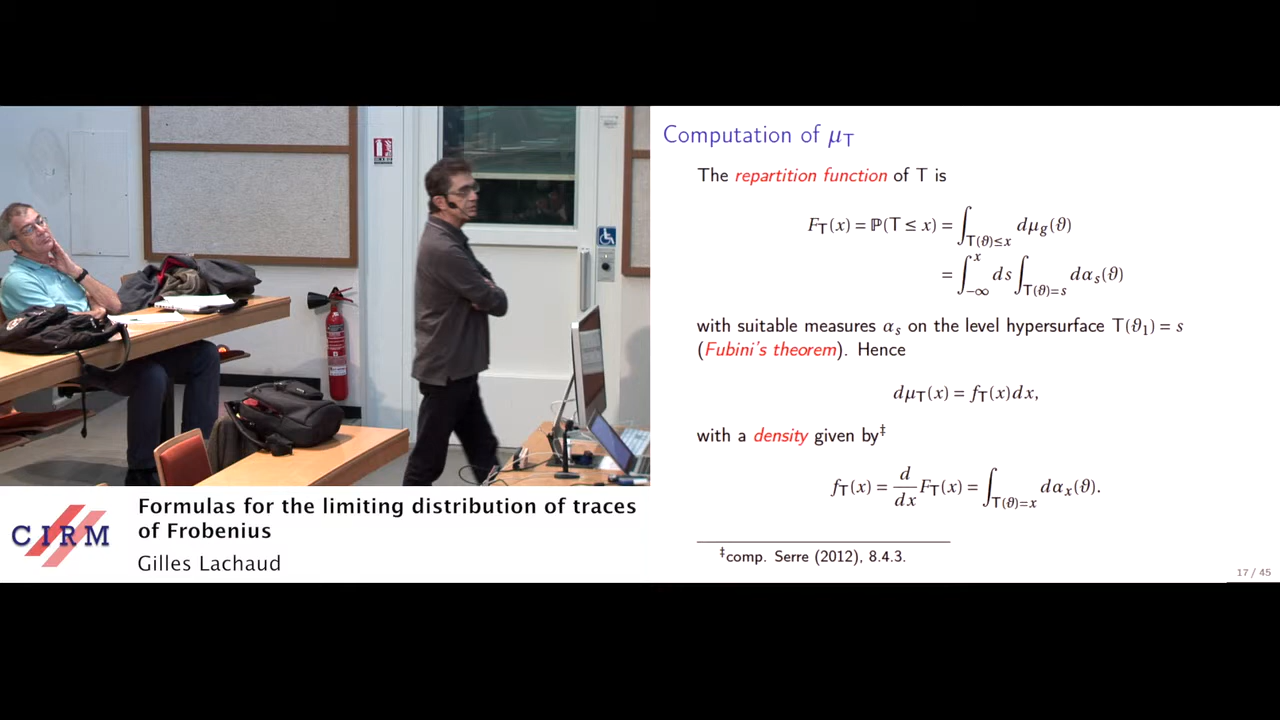 Computation of μ_T
The repartition function of T is
F_T(x) = ℙ(T ≤ x) = ∫_{T(ϑ)≤x} dμ_g(ϑ)
= ∫_{-∞}^{x} ds ∫_{T(ϑ)=s} dα_s(ϑ)
with suitable measures α_s on the level hypersurface T(ϑ_1) = s
(Fubini's theorem). Hence
dμ_T(x) = f_T(x)dx,
with a density given by‡
f_T(x) = d/dx F_T(x) = ∫_{T(ϑ)=x} dα_x(ϑ).
‡comp. Serre (2012), 8.4.3.
17 / 45
CIRM
Formulas for the limiting distribution of traces
of Frobenius
Gilles Lachaud